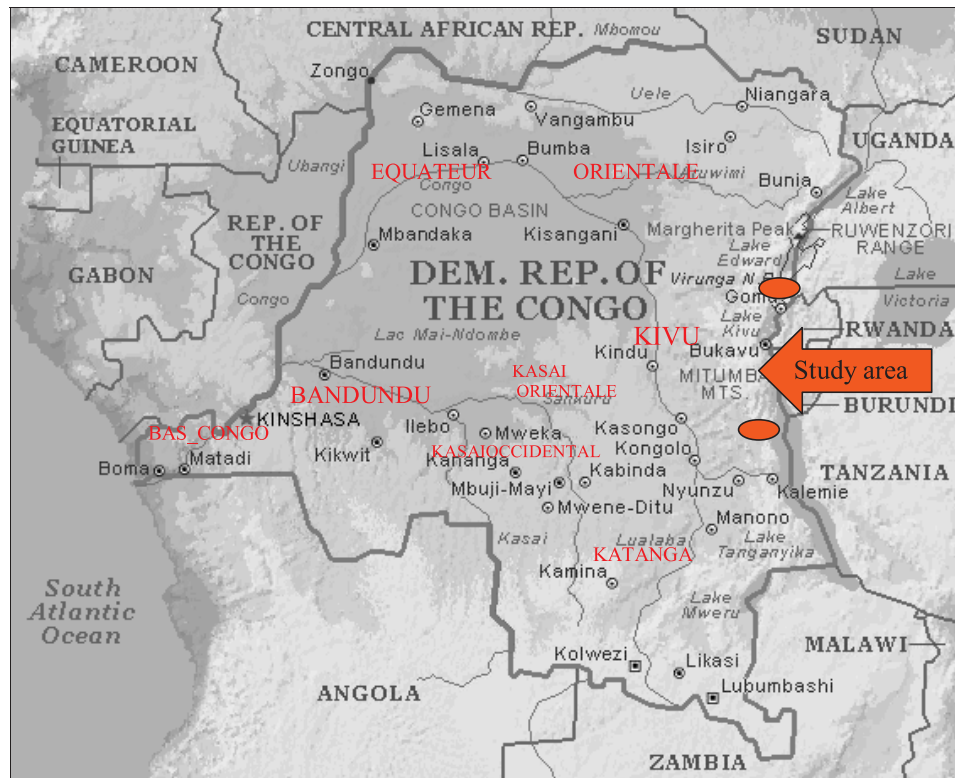 CENTRAL AFRICAN REP.
Mbomou
SUDAN
CAMEROON
Zongo
Uele
Niangara
Gemena
Vangambu
EQUATORIAL
GUINEA
UGANDA
Ubangi
Lisala
Bumba
Isiro
EQUATEUR
ORIENTALE
Aruwimi
Congo
Bunia
Lake
Albert
CONGO BASIN
REP. OF
THE
CONGO
Mbandaka
Kisangani
Margherita Peak
RUWENZORI
RANGE
Lake
Edward
GABON
DEM. REP. OF
THE CONGO
Virunga N.P.
Lake
Victoria
Congo
Goma
Lake
Kivu
Lac Mai-Ndombe
KIVU
RWANDA
Bukavu
Kindu
Bandundu
KASAI
ORIENTALE
MITUMBA
MTS.
Study area
BANDUNDU
Sankuru
BURUNDI
KINSHASA
BAS_CONGO
Ilebo
Mweka
Kasongo
Kikwit
KASAIOCCIDENTAL
Kongolo
Boma
Matadi
Kananga
Kabinda
TANZANIA
Mbuji-Mayi
Nyunzu
Kalemie
Mwene-Ditu
Manono
Kasai
Lualaba
Lake
Tanganyika
KATANGA
Kamina
South
Atlantic
Ocean
Lake
Mweru
MALAWI
Kolwezi
Likasi
ANGOLA
Lubumbashi
ZAMBIA